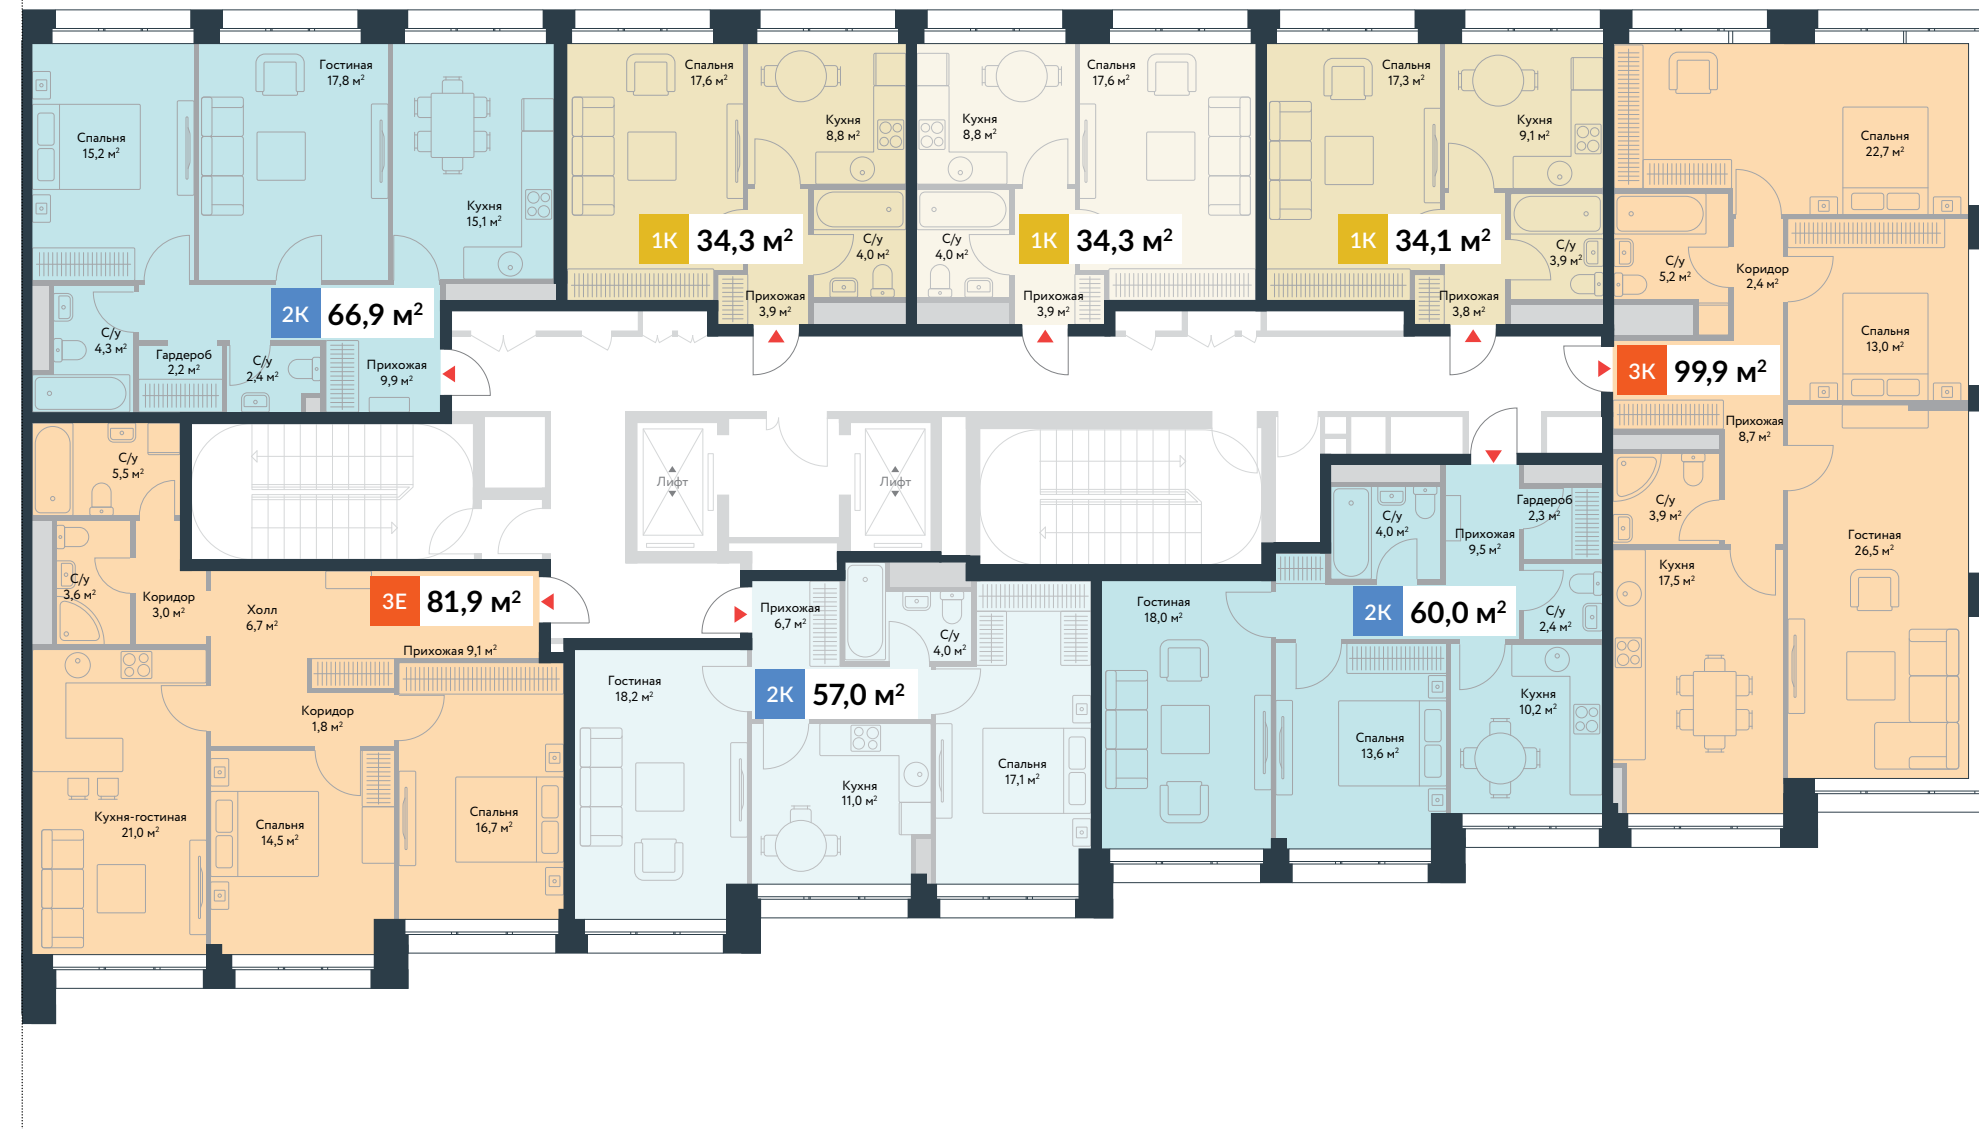 Спальня
15,2 м²
Гостиная
17,8 м²
Кухня
15,1 м²
С/у
4,3 м²
Гардероб
2,2 м²
С/у
2,4 м²
Прихожая
9,9 м²
2К 66,9 м²
Спальня
17,6 м²
Кухня
8,8 м²
С/у
4,0 м²
Прихожая
3,9 м²
1К 34,3 м²
Кухня
8,8 м²
Спальня
17,6 м²
С/у
4,0 м²
Прихожая
3,9 м²
1К 34,3 м²
Спальня
17,3 м²
Кухня
9,1 м²
С/у
3,9 м²
Прихожая
3,8 м²
1К 34,1 м²
Спальня
22,7 м²
С/у
5,2 м²
Коридор
2,4 м²
Спальня
13,0 м²
3К 99,9 м²
Прихожая
8,7 м²
С/у
3,9 м²
Гостиная
26,5 м²
Кухня
17,5 м²
Лифт
Лифт
С/у
5,5 м²
С/у
3,6 м²
Коридор
3,0 м²
Холл
6,7 м²
3Е 81,9 м²
Прихожая 9,1 м²
Коридор
1,8 м²
Кухня-гостиная
21,0 м²
Спальня
14,5 м²
Спальня
16,7 м²
Прихожая
6,7 м²
С/у
4,0 м²
Гостиная
18,2 м²
2К 57,0 м²
Кухня
11,0 м²
Спальня
17,1 м²
С/у
4,0 м²
Гардероб
2,3 м²
Прихожая
9,5 м²
Гостиная
18,0 м²
2К 60,0 м²
С/у
2,4 м²
Кухня
10,2 м²
Спальня
13,6 м²